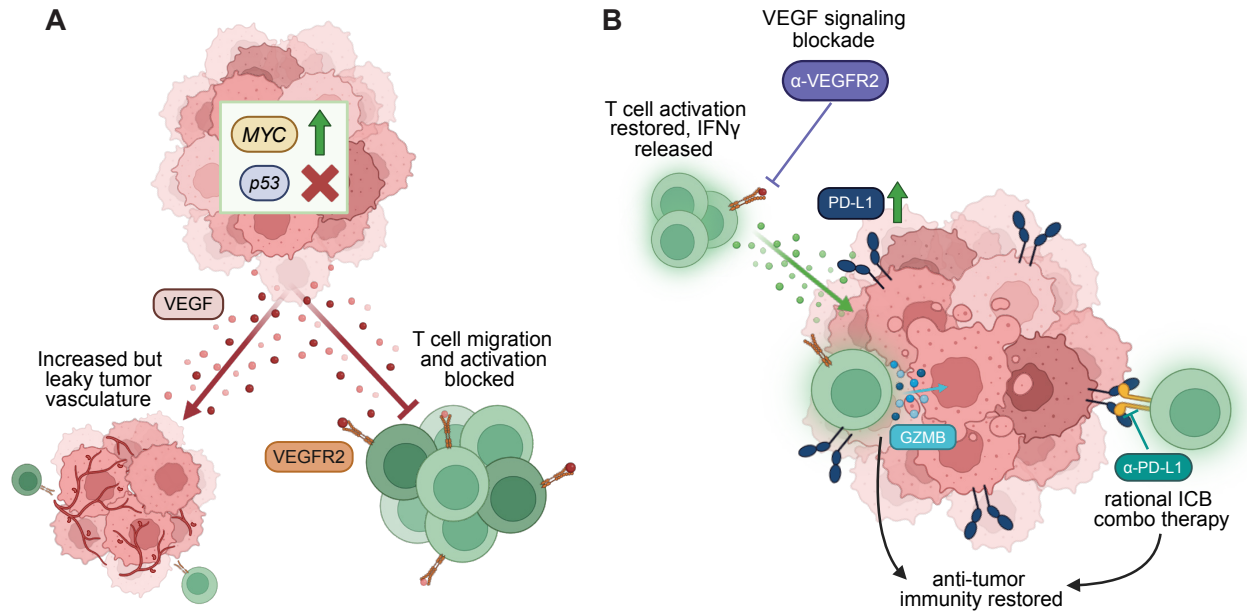 A
MYC
p53
VEGF
Increased but
leaky tumor
vasculature
T cell migration
and activation
blocked
VEGFR2
B
VEGF signaling
blockade
α-VEGFR2
T cell activation
restored, IFNγ
released
PD-L1
GZMB
α-PD-L1
rational ICB
combo therapy
anti-tumor
immunity restored